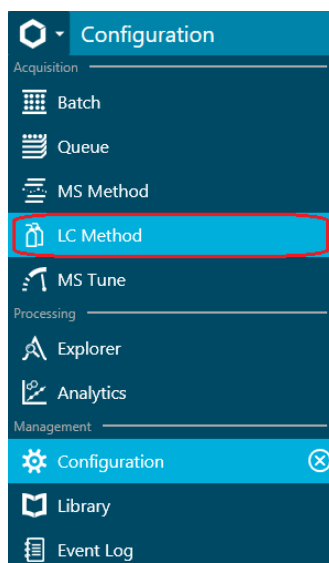 Configuration
Acquisition
Batch
Queue
MS Method
LC Method
MS Tune
Processing
Explorer
Analytics
Management
Configuration
Library
Event Log